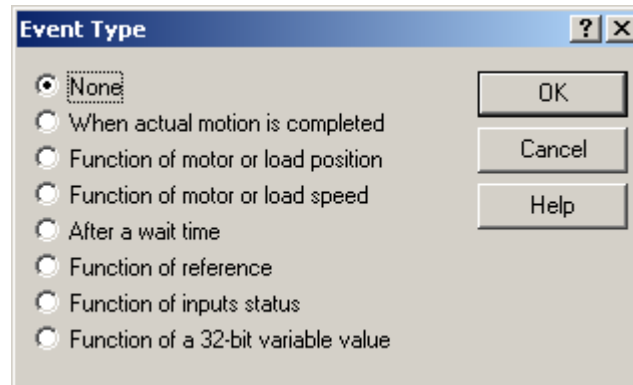 Event Type
None
OK
When actual motion is completed
Function of motor or load position
Cancel
Function of motor or load speed
Help
After a wait time
Function of reference
Function of inputs status
Function of a 32-bit variable value